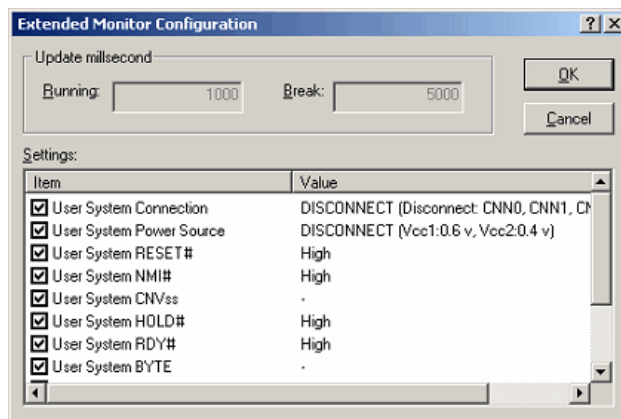 Extended Monitor Configuration
Update millsecond
Running: 1000 Break: 5000
OK
Cancel
Settings:
Item Value
User System Connection DISCONNECT (Disconnect: CNN0, CNN1, CN
User System Power Source DISCONNECT (Vcc1:0.6 v, Vcc2:0.4 v)
User System RESET# High
User System NMI# High
User System CNVss -
User System HOLD# High
User System RDY# High
User System BYTE -